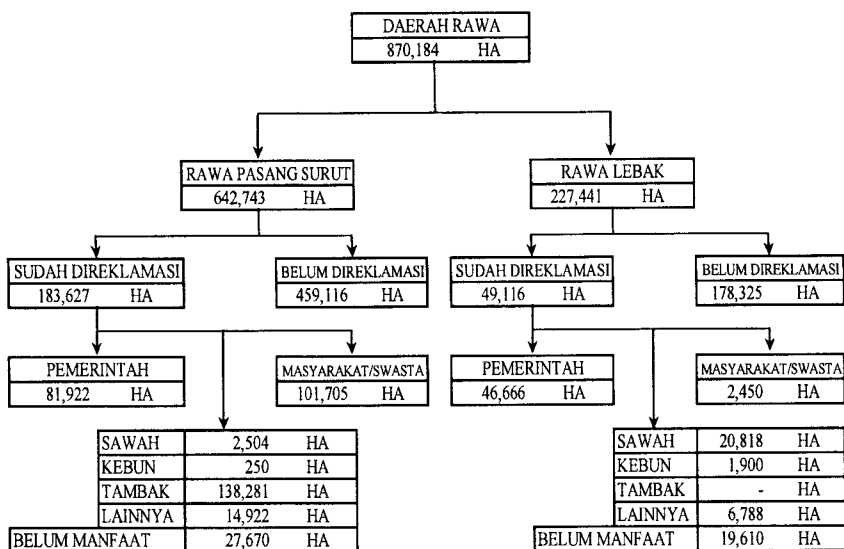 DAERAH RAWA
870,184 HA
RAWA PASANG SURUT
642,743 HA
RAWA LEBAK
227,441 HA
SUDAH DIREKLAMASI
183,627 HA
BELUM DIREKLAMASI
459,116 HA
SUDAH DIREKLAMASI
49,116 HA
BELUM DIREKLAMASI
178,325 HA
PEMERINTAH
81,922 HA
MASYARAKAT/SWASTA
101,705 HA
PEMERINTAH
46,666 HA
MASYARAKAT/SWASTA
2,450 HA
SAWAH 2,504 HA
KEBUN 250 HA
TAMBAK 138,281 HA
LAINNYA 14,922 HA
BELUM MANFAAT 27,670 HA
SAWAH 20,818 HA
KEBUN 1,900 HA
TAMBAK - HA
LAINNYA 6,788 HA
BELUM MANFAAT 19,610 HA